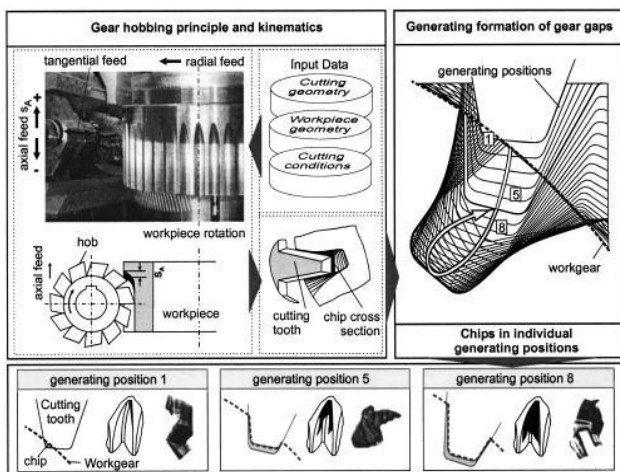 Gear hobbing principle and kinematics
tangential feed
radial feed
axial feed sA
+
-
workpiece rotation
Input Data
Cutting geometry
Workpiece geometry
Cutting conditions
hob
axial feed
sA
workpiece
cutting tooth
chip cross section
Generating formation of gear gaps
generating positions
1
5
8
workgear
Chips in individual
generating positions
generating position 1
Cutting
tooth
chip
Workgear
generating position 5
generating position 8